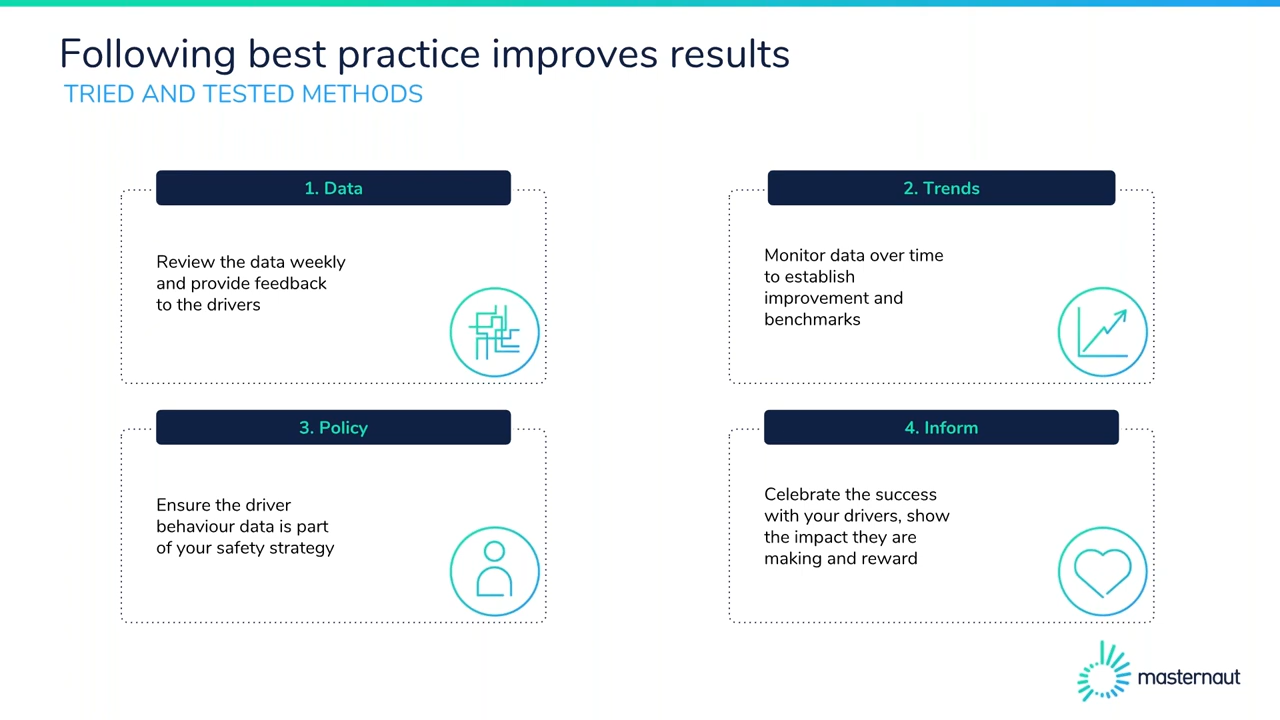 Following best practice improves results
TRIED AND TESTED METHODS
1. Data
Review the data weekly
and provide feedback
to the drivers
2. Trends
Monitor data over time
to establish
improvement and
benchmarks
3. Policy
Ensure the driver
behaviour data is part
of your safety strategy
4. Inform
Celebrate the success
with your drivers, show
the impact they are
making and reward
masternaut